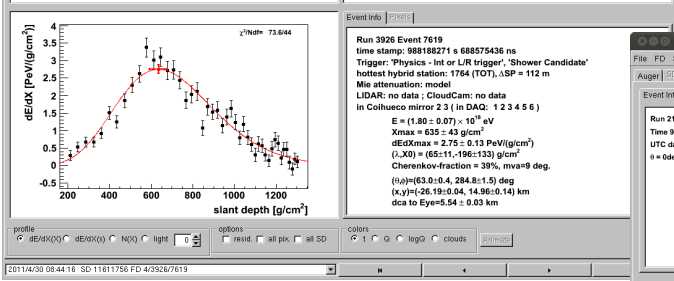 χ²/Ndf= 73.6/44
dE/dX [PeV/(g/cm²)]
4
3.5
3
2.5
2
1.5
1
0.5
0
-0.5
200 400 600 800 1000 1200
slant depth [g/cm²]
Event Info Pixels
Run 3926 Event 7619
time stamp: 988188271 s 688575436 ns
Trigger: 'Physics - Int or L/R trigger', 'Shower Candidate'
hottest hybrid station: 1764 (TOT), ΔSP = 112 m
Mie attenuation: model
LIDAR: no data ; CloudCam: no data
in Coihueco mirror 2 3 ( in DAQ: 1 2 3 4 5 6 )
E = (1.80 ± 0.07) × 10¹⁸ eV
Xmax = 635 ± 43 g/cm²
dEdXmax = 2.75 ± 0.13 PeV/(g/cm²)
(λ,X0) = (65±11,-196±133) g/cm²
Cherenkov-fraction = 39%, mva=9 deg.
(θ,φ)=(63.0±0.4, 284.8±1.5) deg
(x,y)=(-26.19±0.04, 14.96±0.14) km
dca to Eye=5.54 ± 0.03 km
File FD
Auger SD
Event Inf
Run 21
Time 9
UTC da
θ = 0de
profile
dE/dX(X) dE/dX(s) N(X) light 0
options
resid. all pix. all SD
colors
t Q logQ clouds
Animate
2011/4/30 08:44:16 SD 11611756 FD 4/3926/7619